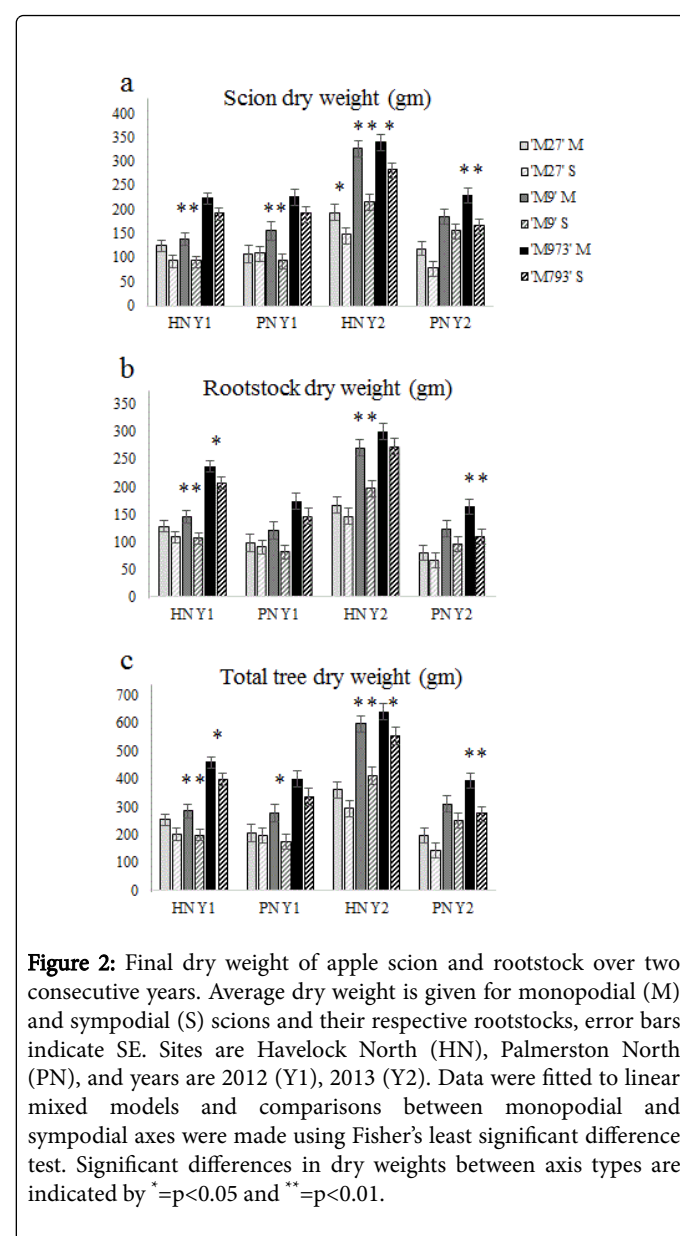 a
Scion dry weight (gm)
400
350
300
250
200
150
100
50
0
** ** * ** * **
HN Y1 PN Y1 HN Y2 PN Y2
'M27' M
'M27' S
'M9' M
'M9' S
'M973' M
'M793' S
b
Rootstock dry weight (gm)
350
300
250
200
150
100
50
0
** * ** **
HN Y1 PN Y1 HN Y2 PN Y2
c
Total tree dry weight (gm)
700
600
500
400
300
200
100
0
** * * ** * **
HN Y1 PN Y1 HN Y2 PN Y2
Figure 2: Final dry weight of apple scion and rootstock over two
consecutive years. Average dry weight is given for monopodial (M)
and sympodial (S) scions and their respective rootstocks, error bars
indicate SE. Sites are Havelock North (HN), Palmerston North
(PN), and years are 2012 (Y1), 2013 (Y2). Data were fitted to linear
mixed models and comparisons between monopodial and
sympodial axes were made using Fisher's least significant difference
test. Significant differences in dry weights between axis types are
indicated by *=p<0.05 and **=p<0.01.